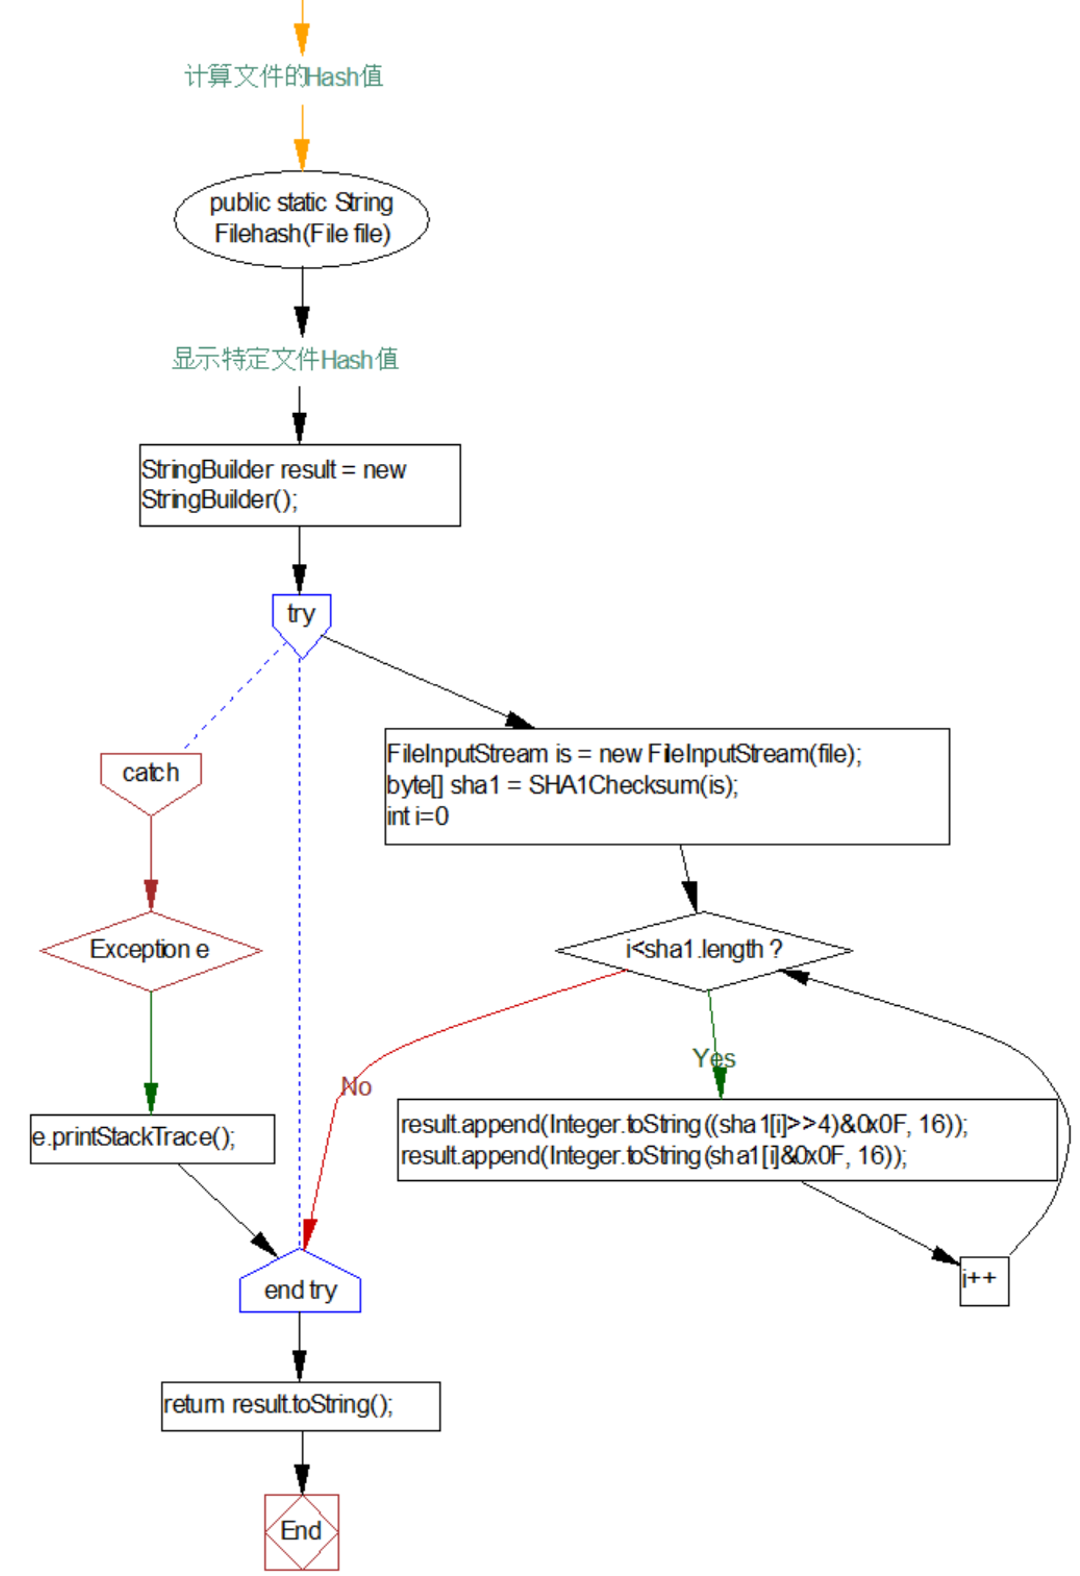 计算文件的Hash值
public static String
Filehash(File file)
显示特定文件Hash值
StringBuilder result = new
StringBuilder();
try
catch
FileInputStream is = new FileInputStream(file);
byte[] sha1 = SHA1Checksum(is);
int i=0
Exception e
i<sha1.length ?
Yes
No
e.printStackTrace();
result.append(Integer.toString((sha1[i]>>4)&0x0F, 16));
result.append(Integer.toString(sha1[i]&0x0F, 16));
i++
end try
return result.toString();
End